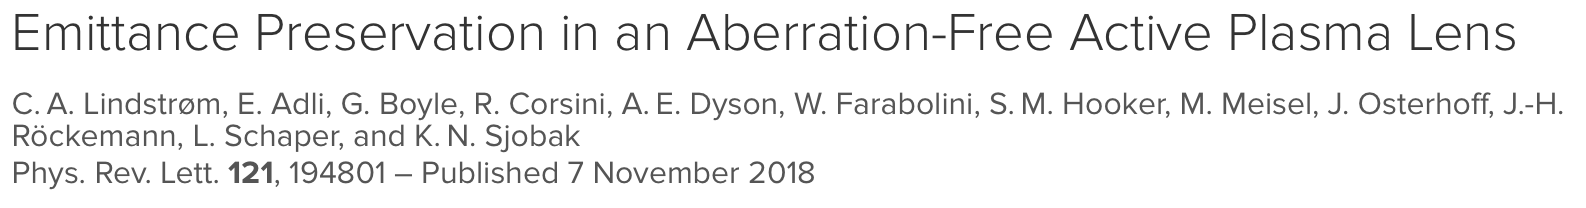 Emittance Preservation in an Aberration-Free Active Plasma Lens
C. A. Lindstrøm, E. Adli, G. Boyle, R. Corsini, A. E. Dyson, W. Farabolini, S. M. Hooker, M. Meisel, J. Osterhoff, J.-H.
Röckemann, L. Schaper, and K. N. Sjobak
Phys. Rev. Lett. 121, 194801 – Published 7 November 2018